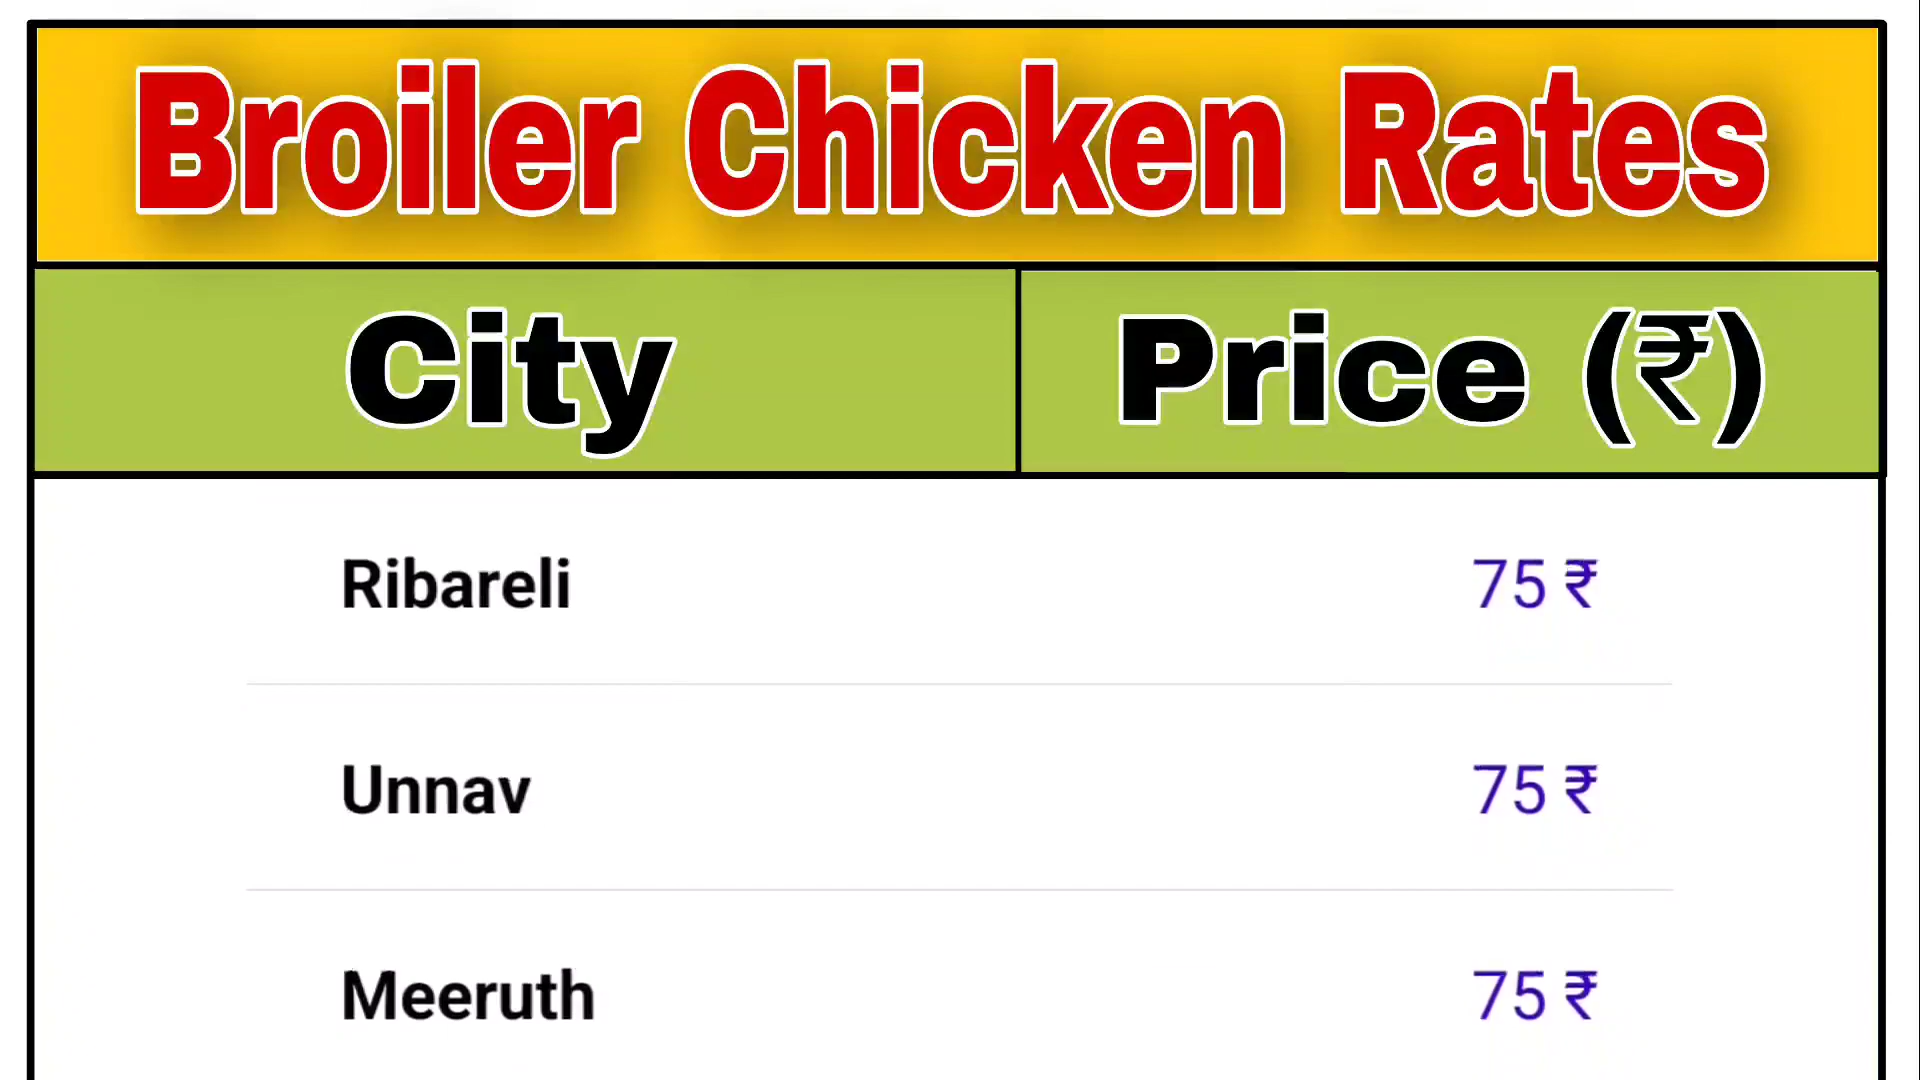 Broiler Chicken Rates
City Price (₹)
Ribareli 75 ₹
Unnav 75 ₹
Meeruth 75 ₹